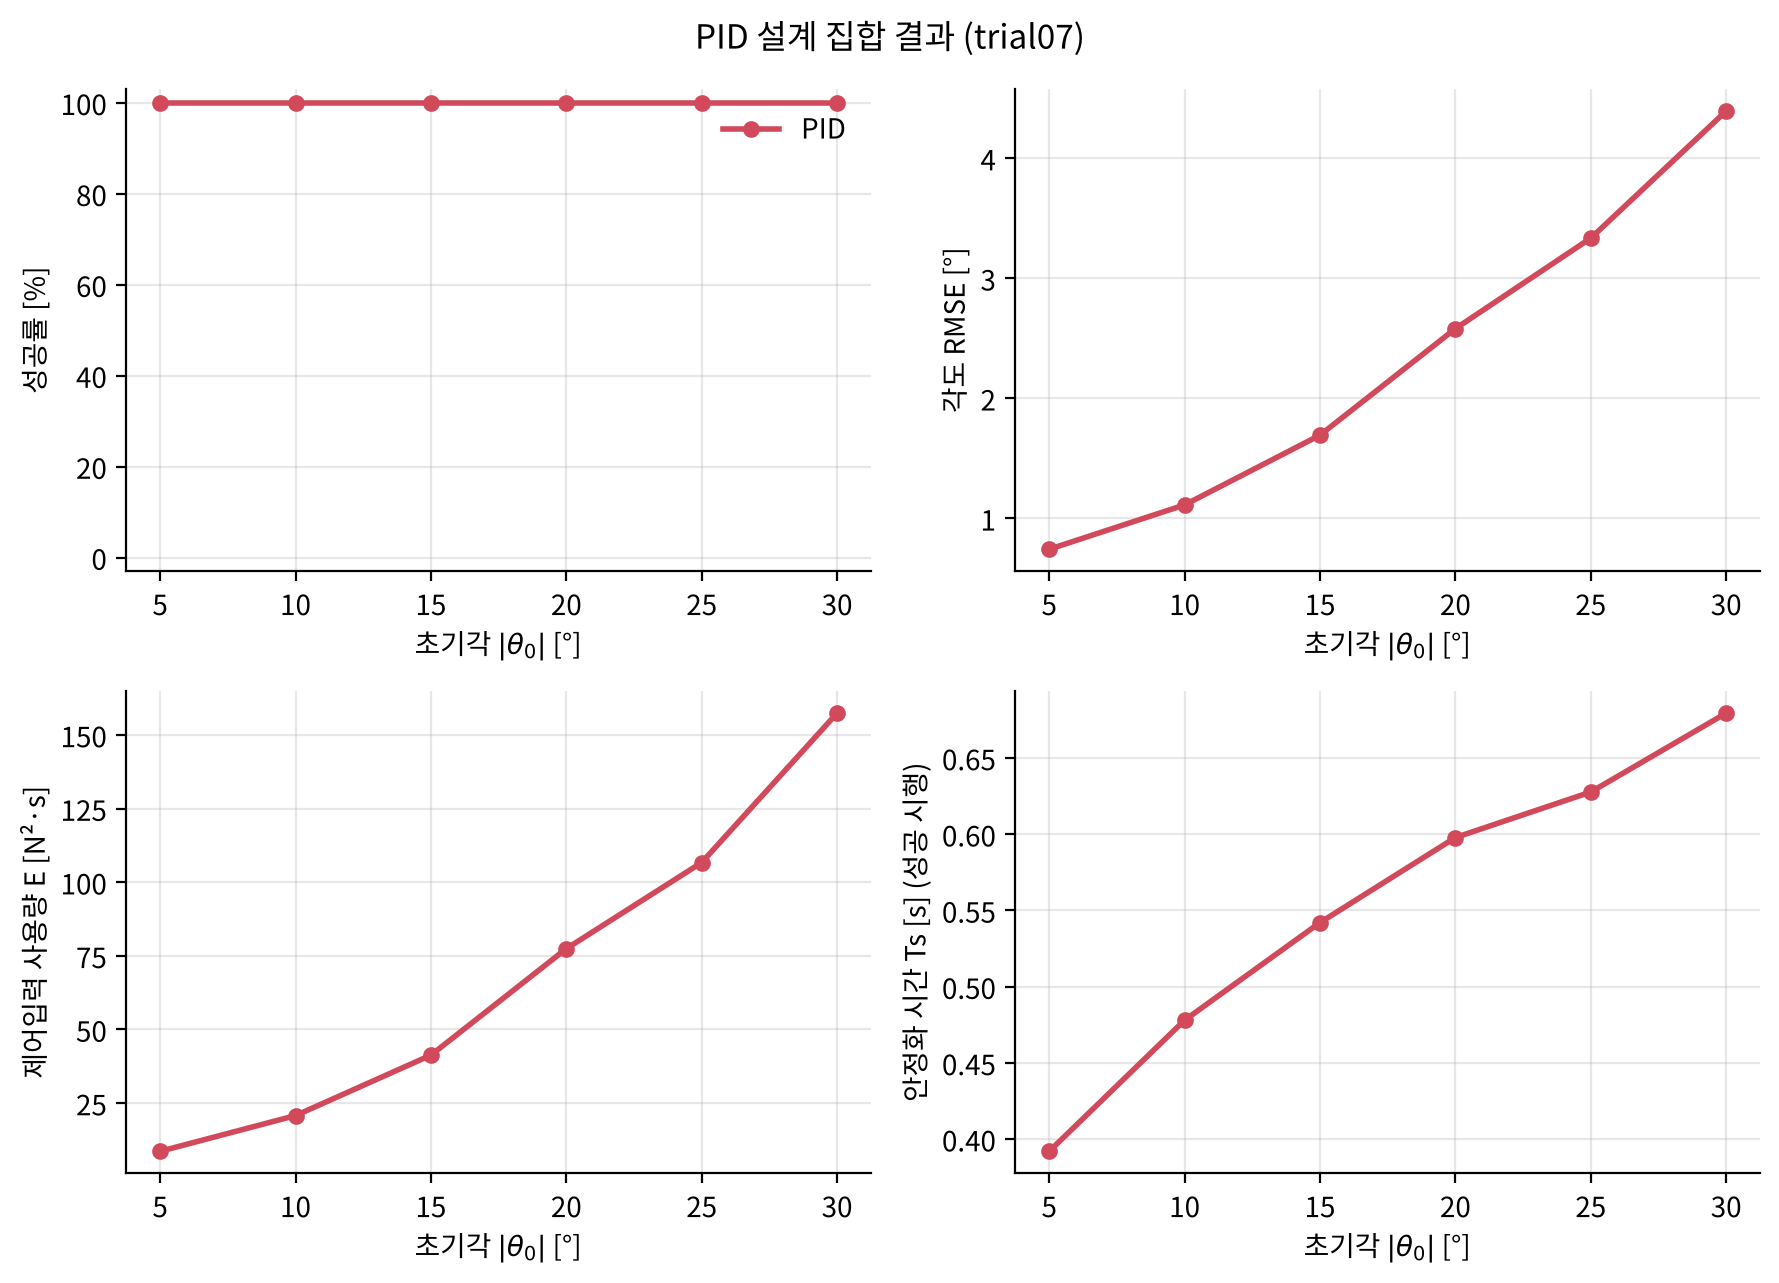 PID 설계 집합 결과 (trial07)
성공률 [%]
100
80
60
40
20
0
PID
5 10 15 20 25 30
초기각 |θ₀| [°]
각도 RMSE [°]
4
3
2
1
5 10 15 20 25 30
초기각 |θ₀| [°]
제어입력 사용량 E [N²·s]
150
125
100
75
50
25
5 10 15 20 25 30
초기각 |θ₀| [°]
안정화 시간 Ts [s] (성공 시행)
0.65
0.60
0.55
0.50
0.45
0.40
5 10 15 20 25 30
초기각 |θ₀| [°]